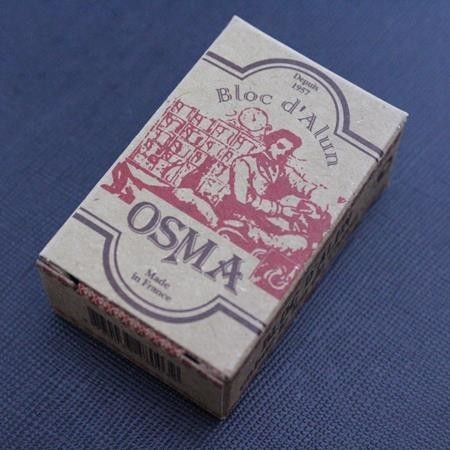 Depuis
1957
Bloc d'Alun
OSMA
Made
in France